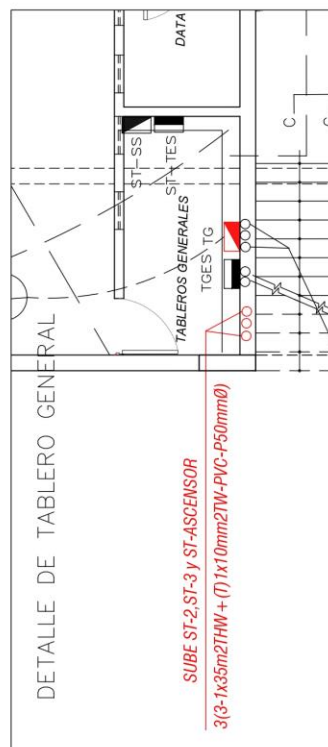 DETALLE DE TABLERO GENERAL
SUBE ST-2,ST-3 y ST-ASCENSOR
3(3-1x35m2THW + (T)1x10mm2TW-PVC-P50mmØ)
TABLEROS GENERALES
TGES TG
ST-SS
ST-TES
DATA
C
C